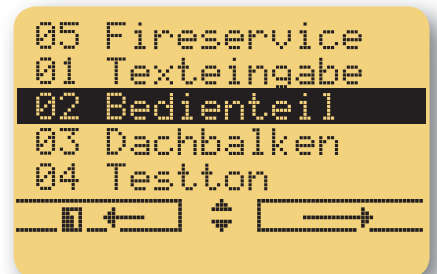 05 Fireservice
01 Texteingabe
02 Bedienteil
03 Dachbalken
04 Testton